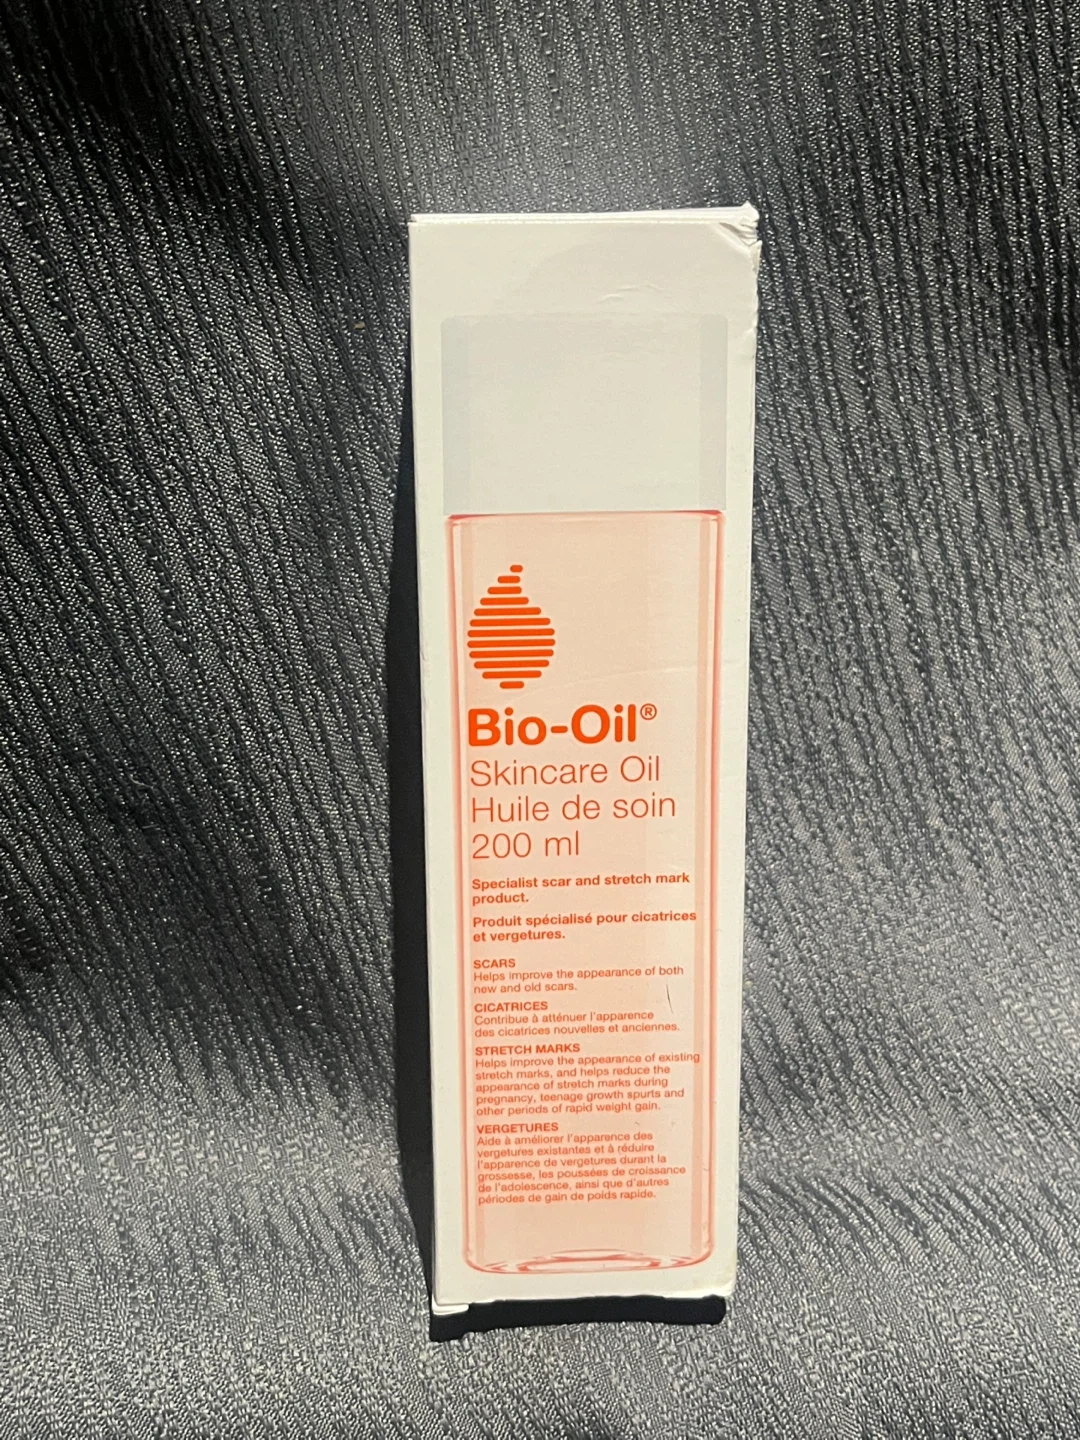 Bio-Oil®
Skincare Oil
Huile de soin
200 ml
Specialist scar and stretch mark
product.
Produit spécialisé pour cicatrices
et vergetures.
SCARS
Helps improve the appearance of both
new and old scars.
CICATRICES
Contribue à atténuer l'apparence
des cicatrices nouvelles et anciennes.
STRETCH MARKS
Helps improve the appearance of existing
stretch marks, and helps reduce the
appearance of stretch marks during
pregnancy, teenage growth spurts and
other periods of rapid weight gain.
VERGETURES
Aide à améliorer l'apparence des
vergetures existantes et à réduire
l'apparence de vergetures durant la
grossesse, les poussées de croissance
de l'adolescence, ainsi que d'autres
périodes de gain de poids rapide.